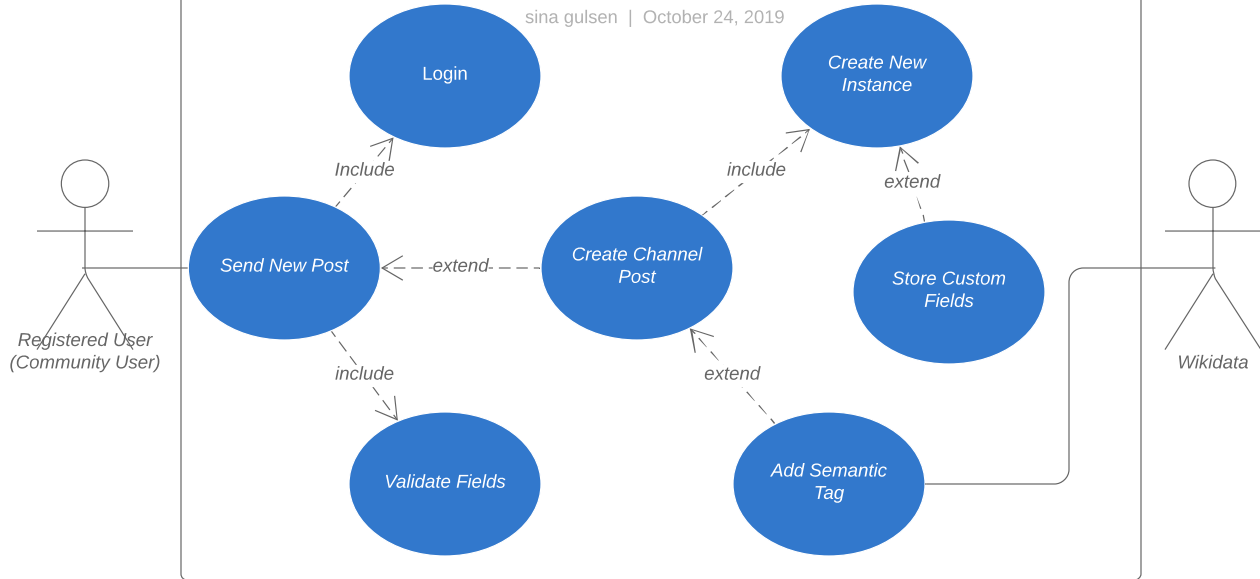 sina gulsen | October 24, 2019
Login
Create New
Instance
Include
include
extend
Send New Post
extend
Create Channel
Post
Store Custom
Fields
Registered User
(Community User)
Wikidata
include
extend
Validate Fields
Add Semantic
Tag